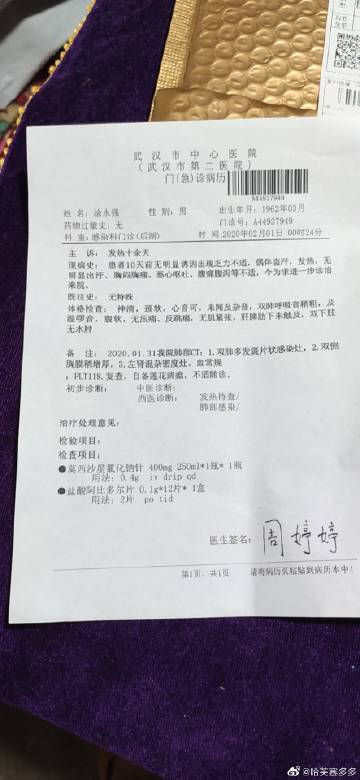 武汉市中心医院
(武汉市第二医院)
门(急)诊病历
A44937949
姓 名: 涂永强 性 别: 男 出生年月: 1962年03月
药物过敏史: 无 门诊号: A44937949
科 室: 感染科门诊(后湖) 时 间: 2020年02月01日 00时24分
主 诉: 发热十余天
现病史: 患者10天前无明显诱因出现乏力不适, 偶伴盗汗, 发热, 无
明显出汗、胸闷胸痛、恶心呕吐、腹痛腹泻等不适, 今为求进一步诊治
来院。
既往史: 无特殊
体格检查: 神清, 颈软, 心音可, 未闻及杂音, 双肺呼吸音稍粗, 及
湿啰音, 腹软, 无压痛、反跳痛, 无肌紧张, 肝脾肋下未触及, 双下肢
无水肿
备 注: 2020.01.31我院肺部CT: 1.双肺多发斑片状感染灶, 2.双侧
胸膜稍增厚, 3.左肾混杂密度灶。血常规
: PLT118。复查, 自备莲花清瘟, 不适随诊。
初步诊断: 中医诊断:
西医诊断: 发热待查/
肺部感染/
治疗处理意见:
检验项目:
检查项目:
●莫西沙星氯化钠针 400mg 250ml*1瓶* 1瓶
用法: 0.4g iv drip qd
●盐酸阿比多尔片 0.1g*12片* 1盒
用法: 2片 po tid
医生签名: 周婷婷
第1页, 共1页 请将病历页粘贴到病历本中!
@哈芙塞多多